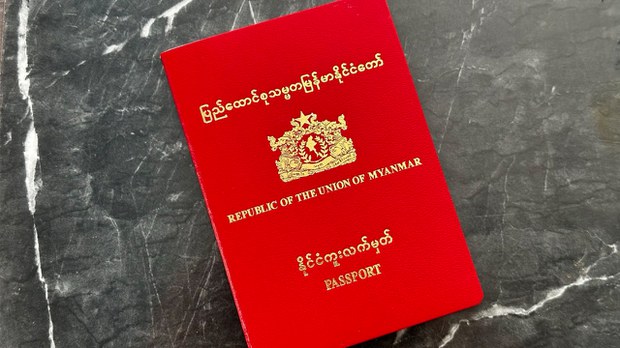 ပြည်ထောင်စုသမ္မတမြန်မာနိုင်ငံတော်
REPUBLIC OF THE UNION OF MYANMAR
နိုင်ငံကူးလက်မှတ်
PASSPORT